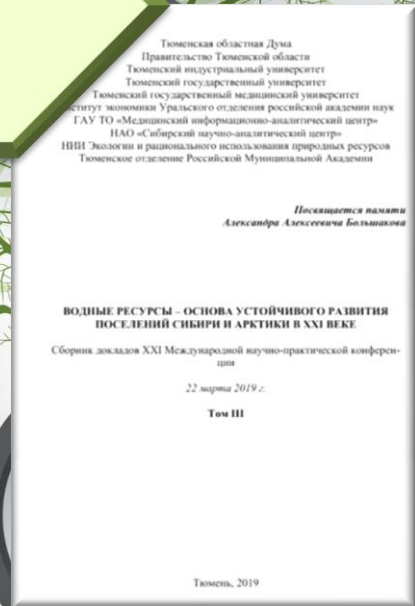 Тюменская областная Дума
Правительство Тюменской области
Тюменский индустриальный университет
Тюменский государственный университет
Тюменский государственный медицинский университет
ститут экономики Уральского отделения российской академии наук
ГАУ ТО «Медицинский информационно-аналитический центр»
НАО «Сибирский научно-аналитический центр»
НИИ Экологии и рационального использования природных ресурсов
Тюменское отделение Российской Муниципальной Академии
Посвящается памяти
Александра Алексеевича Большакова
ВОДНЫЕ РЕСУРСЫ – ОСНОВА УСТОЙЧИВОГО РАЗВИТИЯ
ПОСЕЛЕНИЙ СИБИРИ И АРКТИКИ В XXI ВЕКЕ
Сборник докладов XXI Международной научно-практической конферен-
ции
22 марта 2019 г.
Том III
Тюмень, 2019